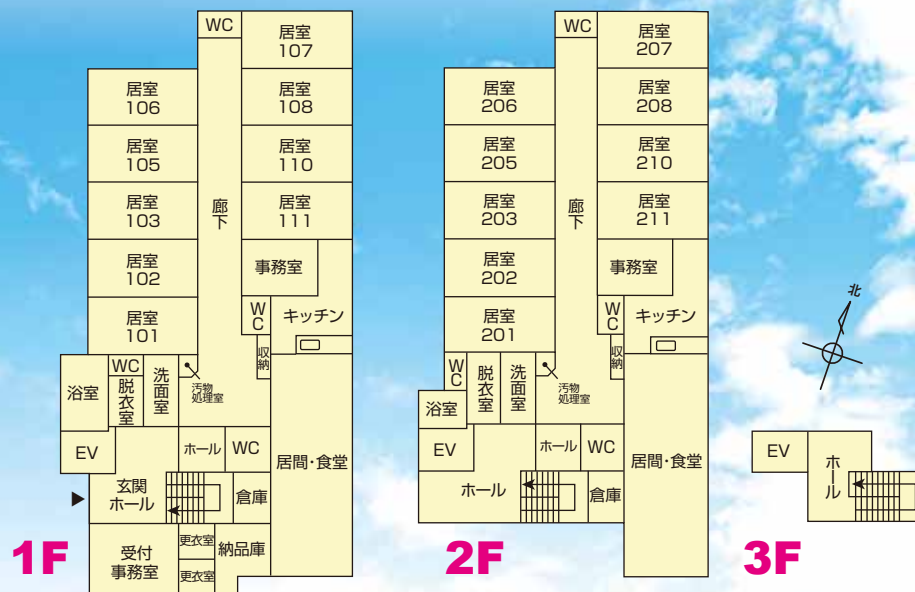 WC
居室
107
居室
106
居室
108
居室
105
居室
110
居室
103
廊下
居室
111
居室
102
事務室
居室
101
WC
キッチン
収納
浴室
WC
脱衣室
洗面室
汚物
処理室
EV
ホール
WC
居間・食堂
玄関
ホール
倉庫
受付
事務室
更衣室
更衣室
納品庫
1F
WC
居室
207
居室
206
居室
208
居室
205
居室
210
居室
203
廊下
居室
211
居室
202
事務室
居室
201
WC
キッチン
収納
WC
脱衣室
洗面室
汚物
処理室
浴室
EV
ホール
WC
居間・食堂
ホール
倉庫
2F
北
EV
ホール
3F